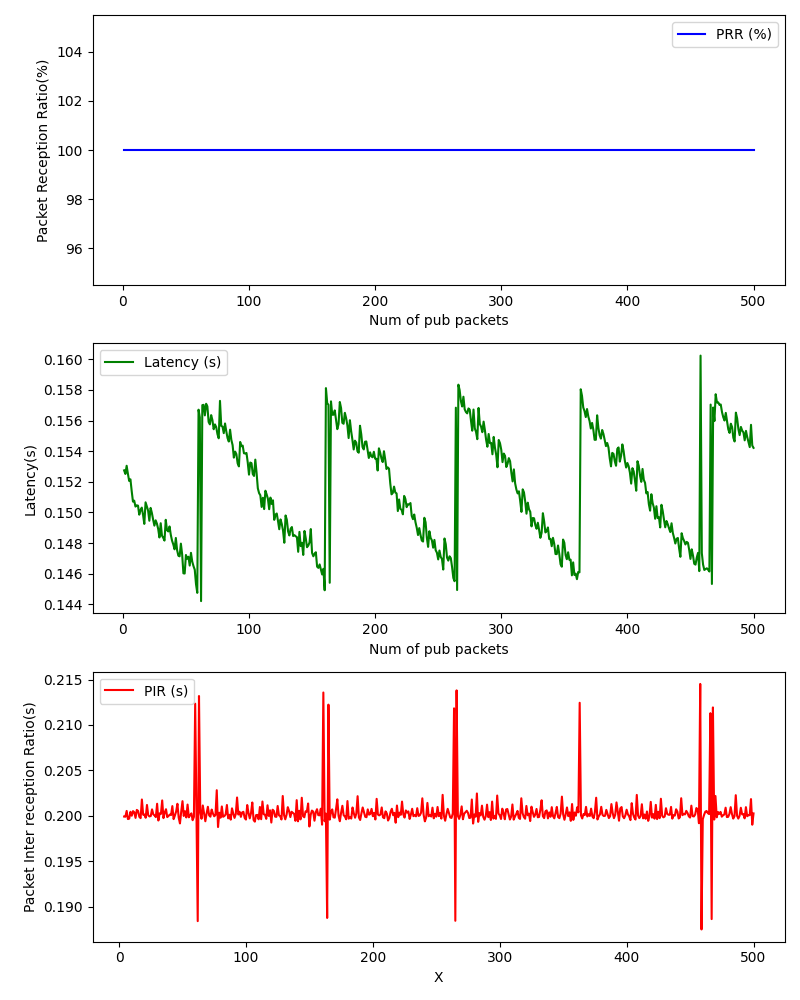 PRR (%)
104
102
100
98
96
Packet Reception Ratio(%)
0 100 200 300 400 500
Num of pub packets
Latency (s)
0.160
0.158
0.156
0.154
0.152
0.150
0.148
0.146
0.144
Latency(s)
0 100 200 300 400 500
Num of pub packets
PIR (s)
0.215
0.210
0.205
0.200
0.195
0.190
Packet Inter reception Ratio(s)
0 100 200 300 400 500
X